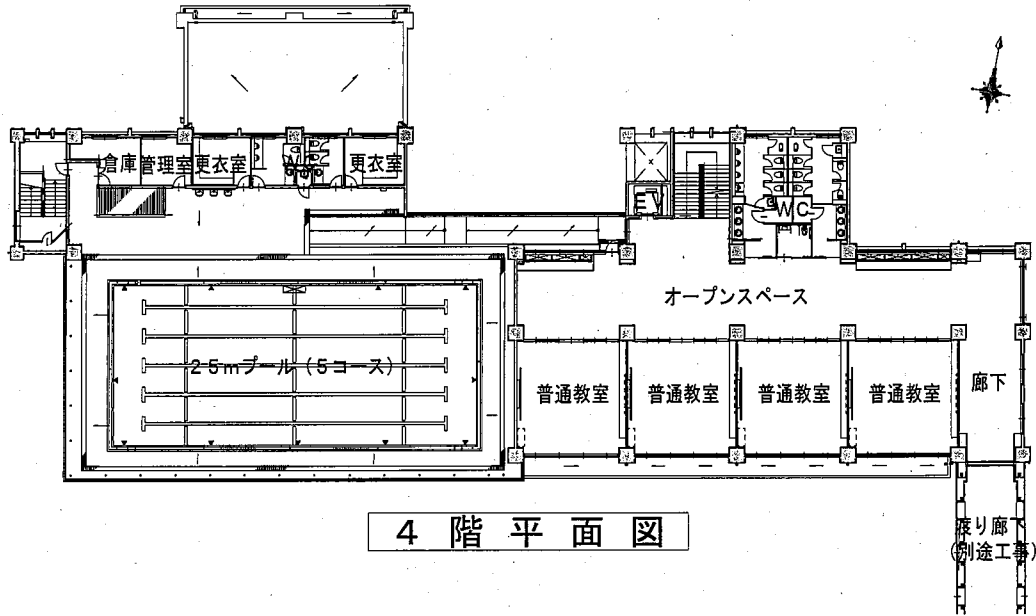 倉庫
管理室
更衣室
W
更衣室
EV
WC
オープンスペース
25mプール(5コース)
普通教室
普通教室
普通教室
普通教室
廊下
4階平面図
渡り廊下
(別途工事)